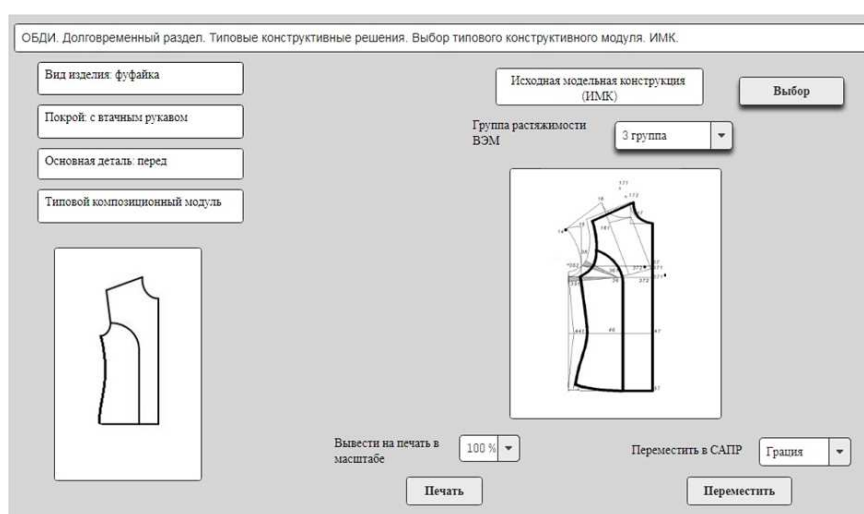 ОБДИ. Долговременный раздел. Типовые конструктивные решения. Выбор типового конструктивного модуля. ИМК.
Вид изделия: фуфайка
Покрой: с втачным рукавом
Основная деталь: перед
Типовой композиционный модуль
Исходная модельная конструкция
(ИМК)
Выбор
Группа растяжимости
ВЭМ
3 группа
Вывести на печать в
масштабе
100 %
Переместить в САПР
Грация
Печать
Переместить